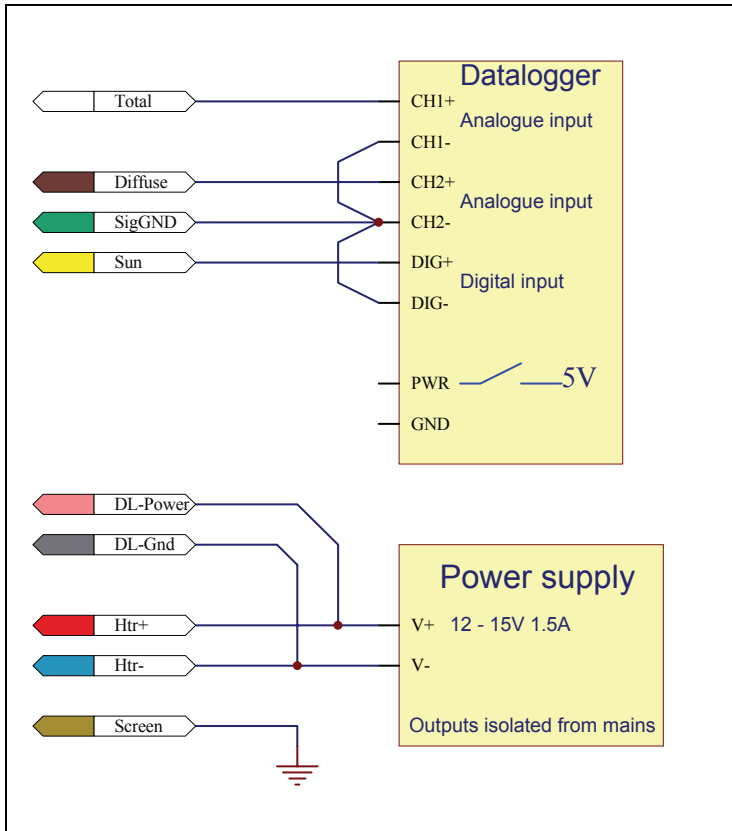 Datalogger
Total
CH1+
Analogue input
CH1-
Diffuse
CH2+
Analogue input
SigGND
CH2-
Sun
DIG+
Digital input
DIG-
PWR
5V
GND
DL-Power
DL-Gnd
Power supply
Htr+
V+
12 - 15V 1.5A
Htr-
V-
Screen
Outputs isolated from mains